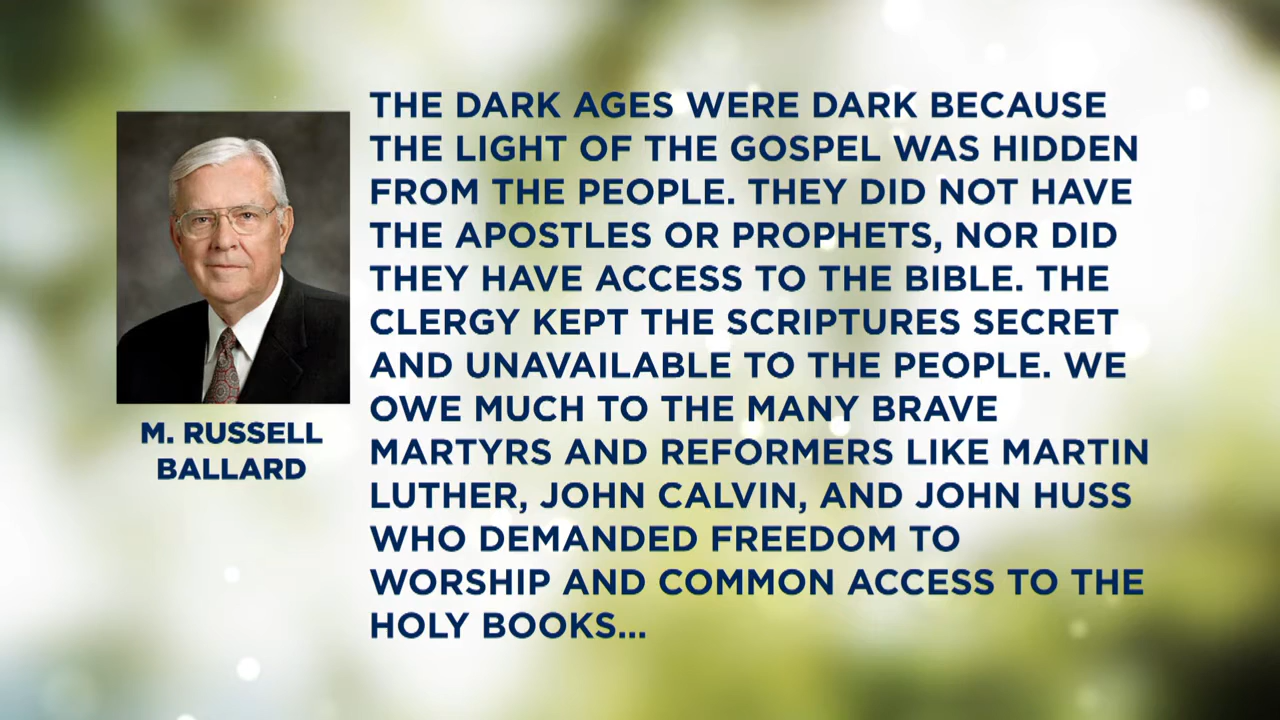 THE DARK AGES WERE DARK BECAUSE
THE LIGHT OF THE GOSPEL WAS HIDDEN
FROM THE PEOPLE. THEY DID NOT HAVE
THE APOSTLES OR PROPHETS, NOR DID
THEY HAVE ACCESS TO THE BIBLE. THE
CLERGY KEPT THE SCRIPTURES SECRET
AND UNAVAILABLE TO THE PEOPLE. WE
OWE MUCH TO THE MANY BRAVE
MARTYRS AND REFORMERS LIKE MARTIN
LUTHER, JOHN CALVIN, AND JOHN HUSS
WHO DEMANDED FREEDOM TO
WORSHIP AND COMMON ACCESS TO THE
HOLY BOOKS...
M. RUSSELL
BALLARD